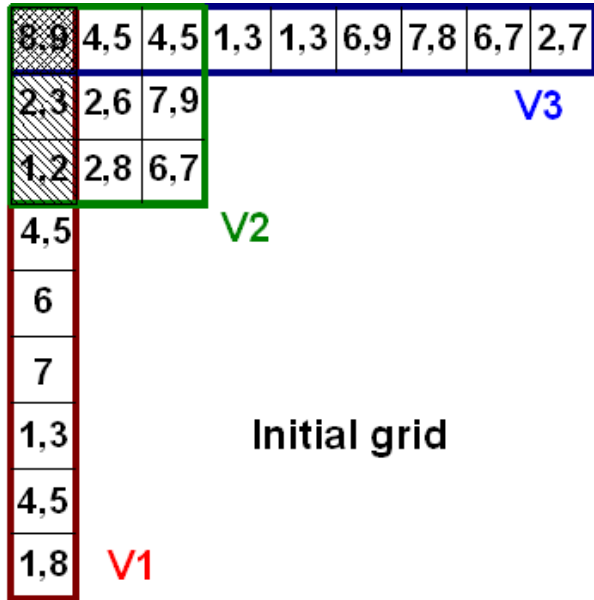 8,9 4,5 4,5 1,3 1,3 6,9 7,8 6,7 2,7
2,3 2,6 7,9 V3
1,2 2,8 6,7
4,5 V2
6
7
1,3 Initial grid
4,5
1,8 V1